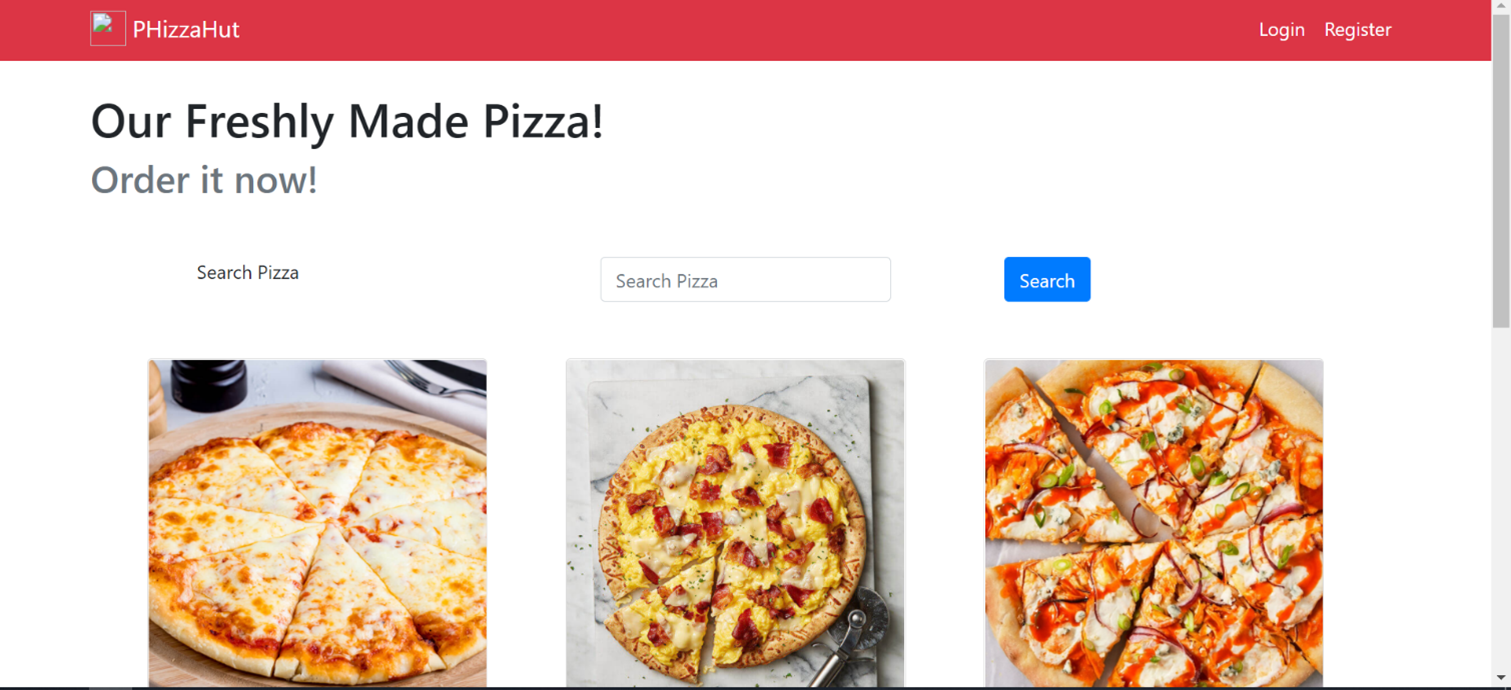 PHizzaHut
Login Register
Our Freshly Made Pizza!
Order it now!
Search Pizza
Search Pizza
Search